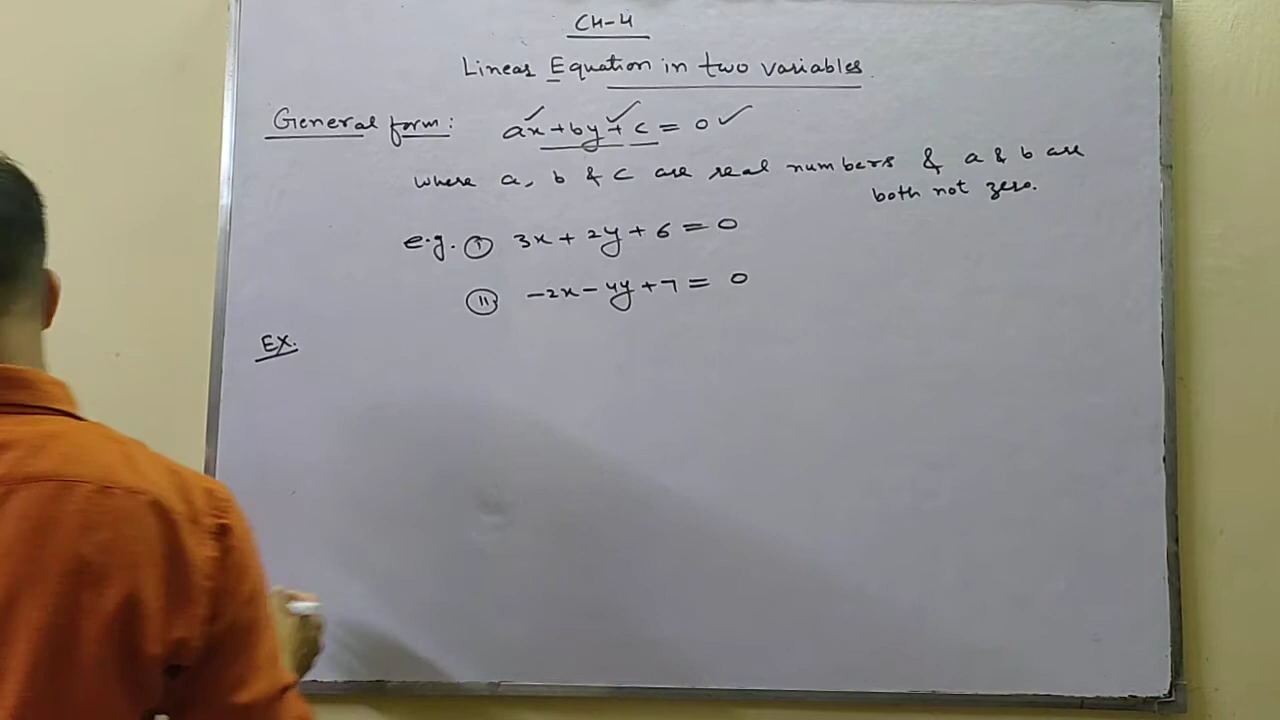 CH-4
Linear Equation in two variables.
General form: ax + by + c = 0
where a, b & c are real numbers & a & b are
both not zero.
e.g. (i) 3x + 2y + 6 = 0
(ii) -2x - 4y + 7 = 0
EX.